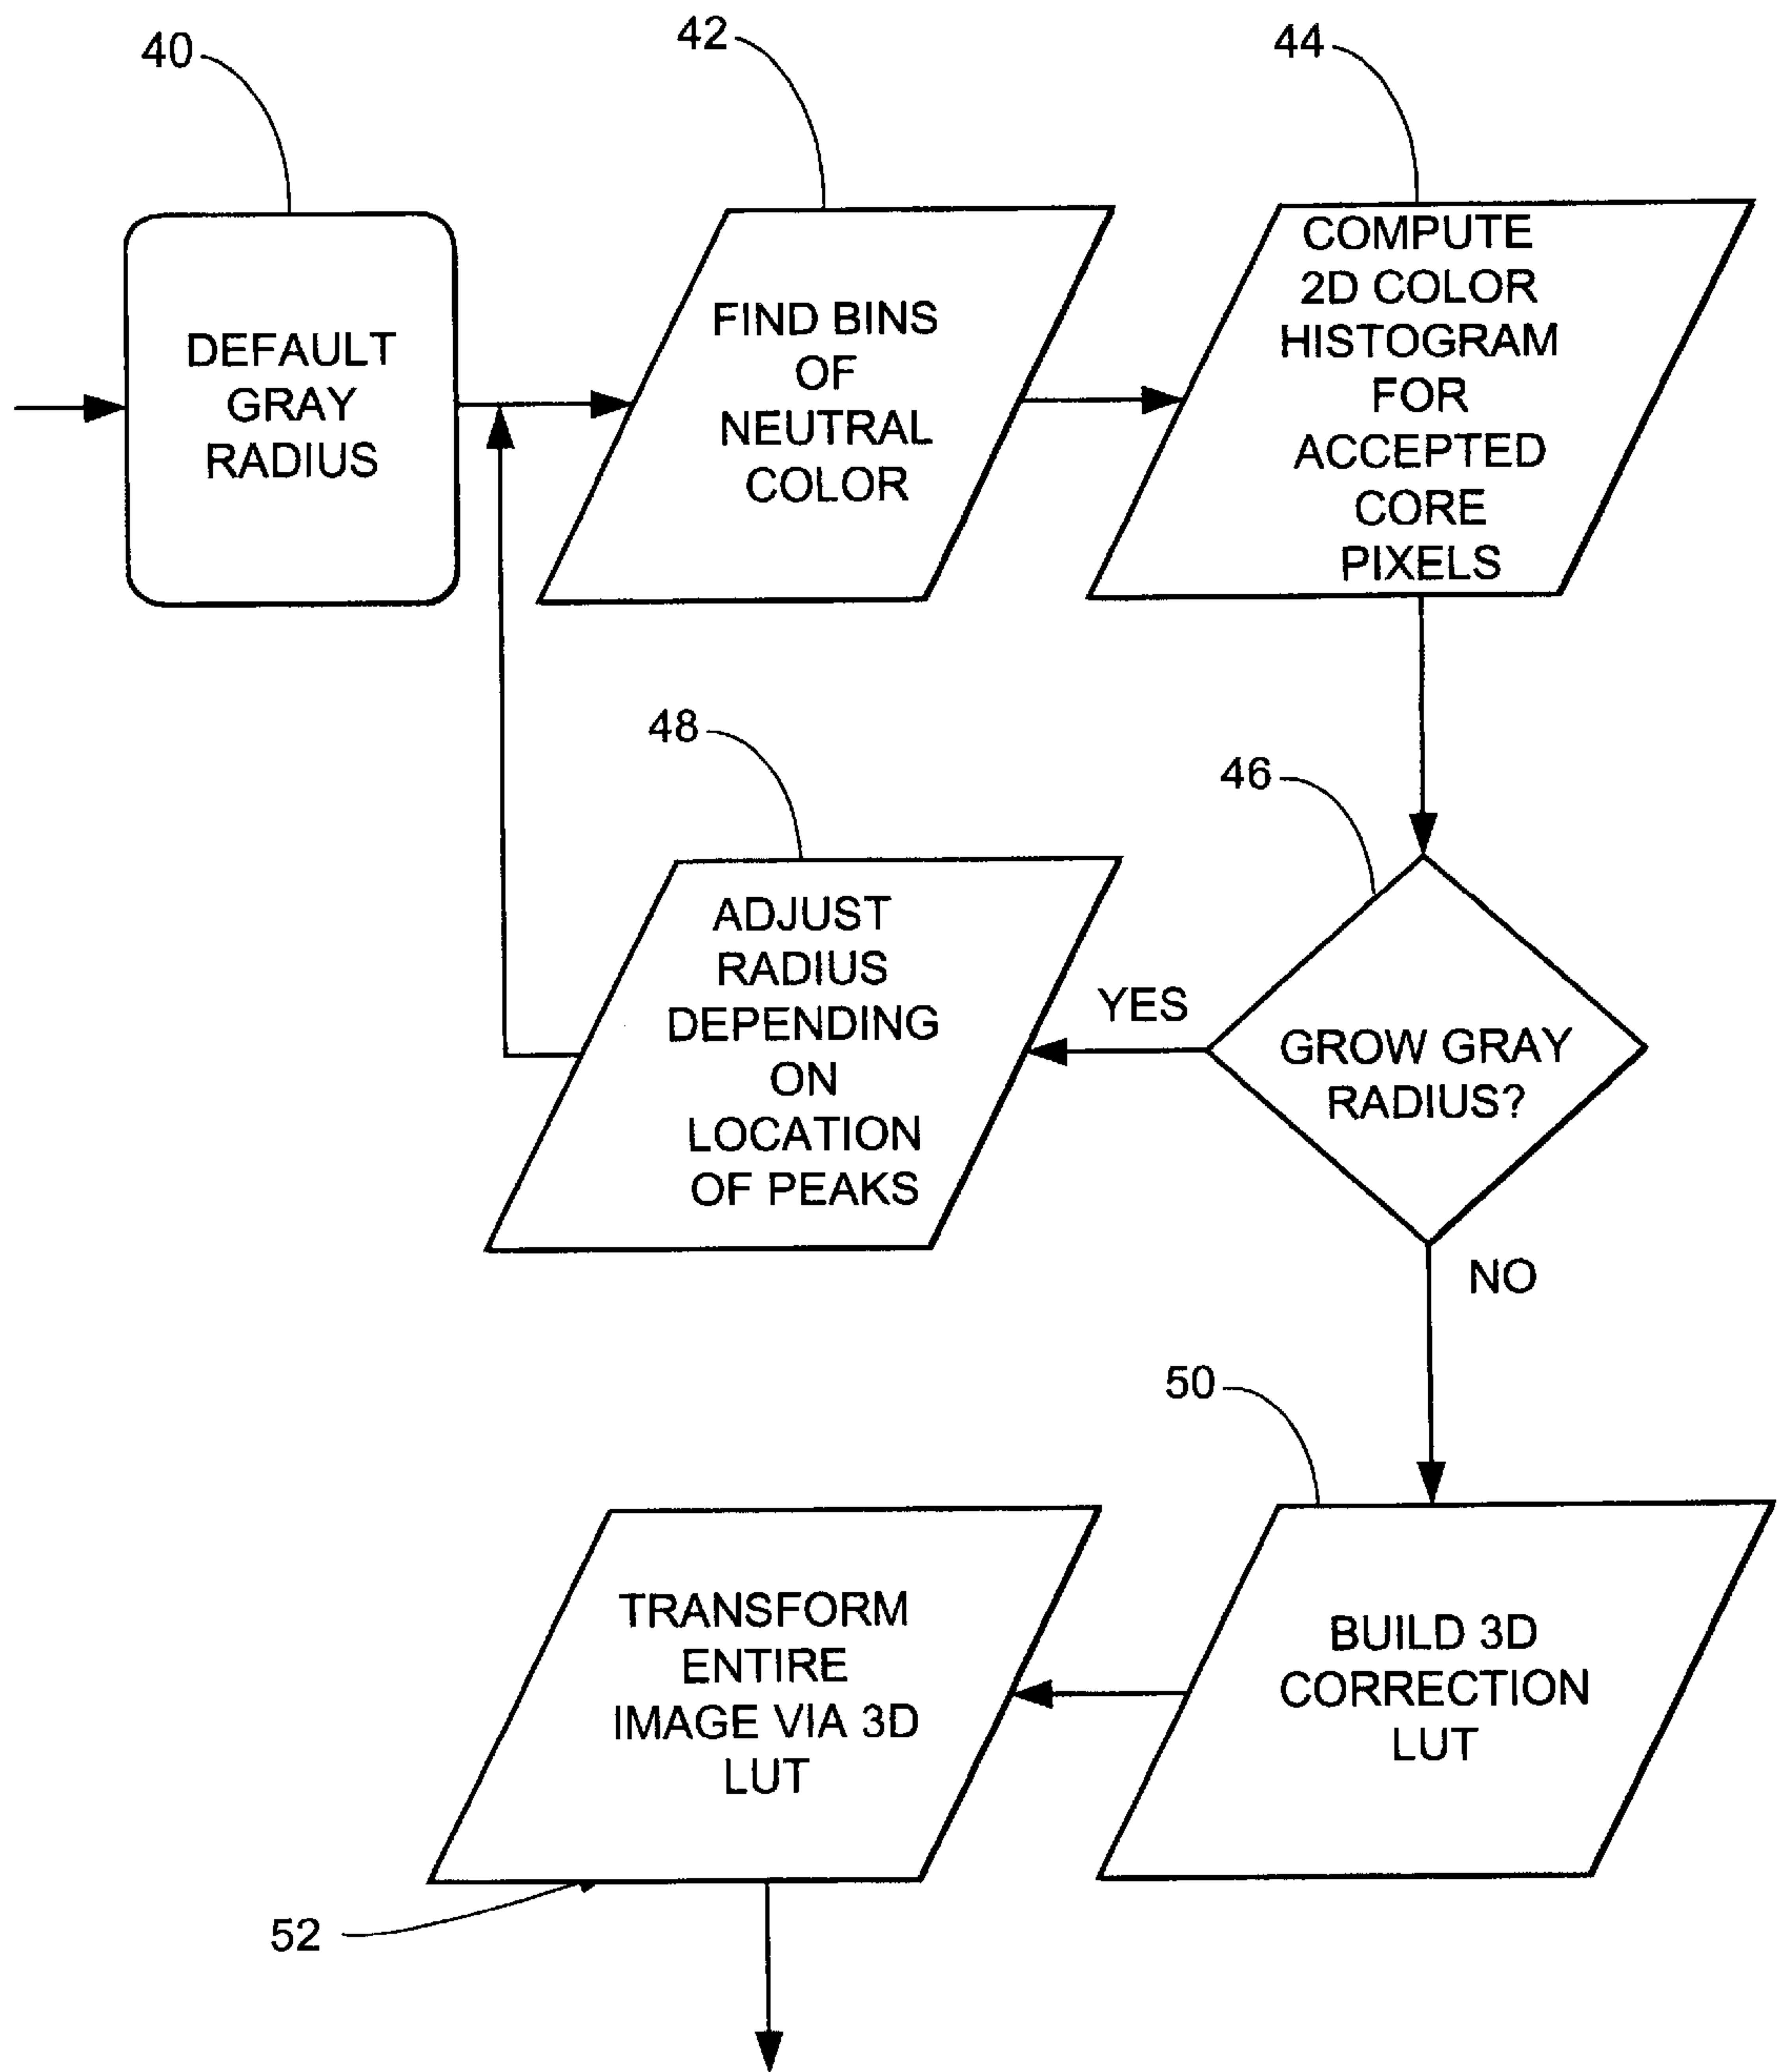 40
42
44
DEFAULT
GRAY
RADIUS
FIND BINS
OF
NEUTRAL
COLOR
COMPUTE
2D COLOR
HISTOGRAM
FOR
ACCEPTED
CORE
PIXELS
48
46
ADJUST
RADIUS
DEPENDING
ON
LOCATION
OF PEAKS
YES
GROW GRAY
RADIUS?
NO
50
TRANSFORM
ENTIRE
IMAGE VIA 3D
LUT
BUILD 3D
CORRECTION
LUT
52